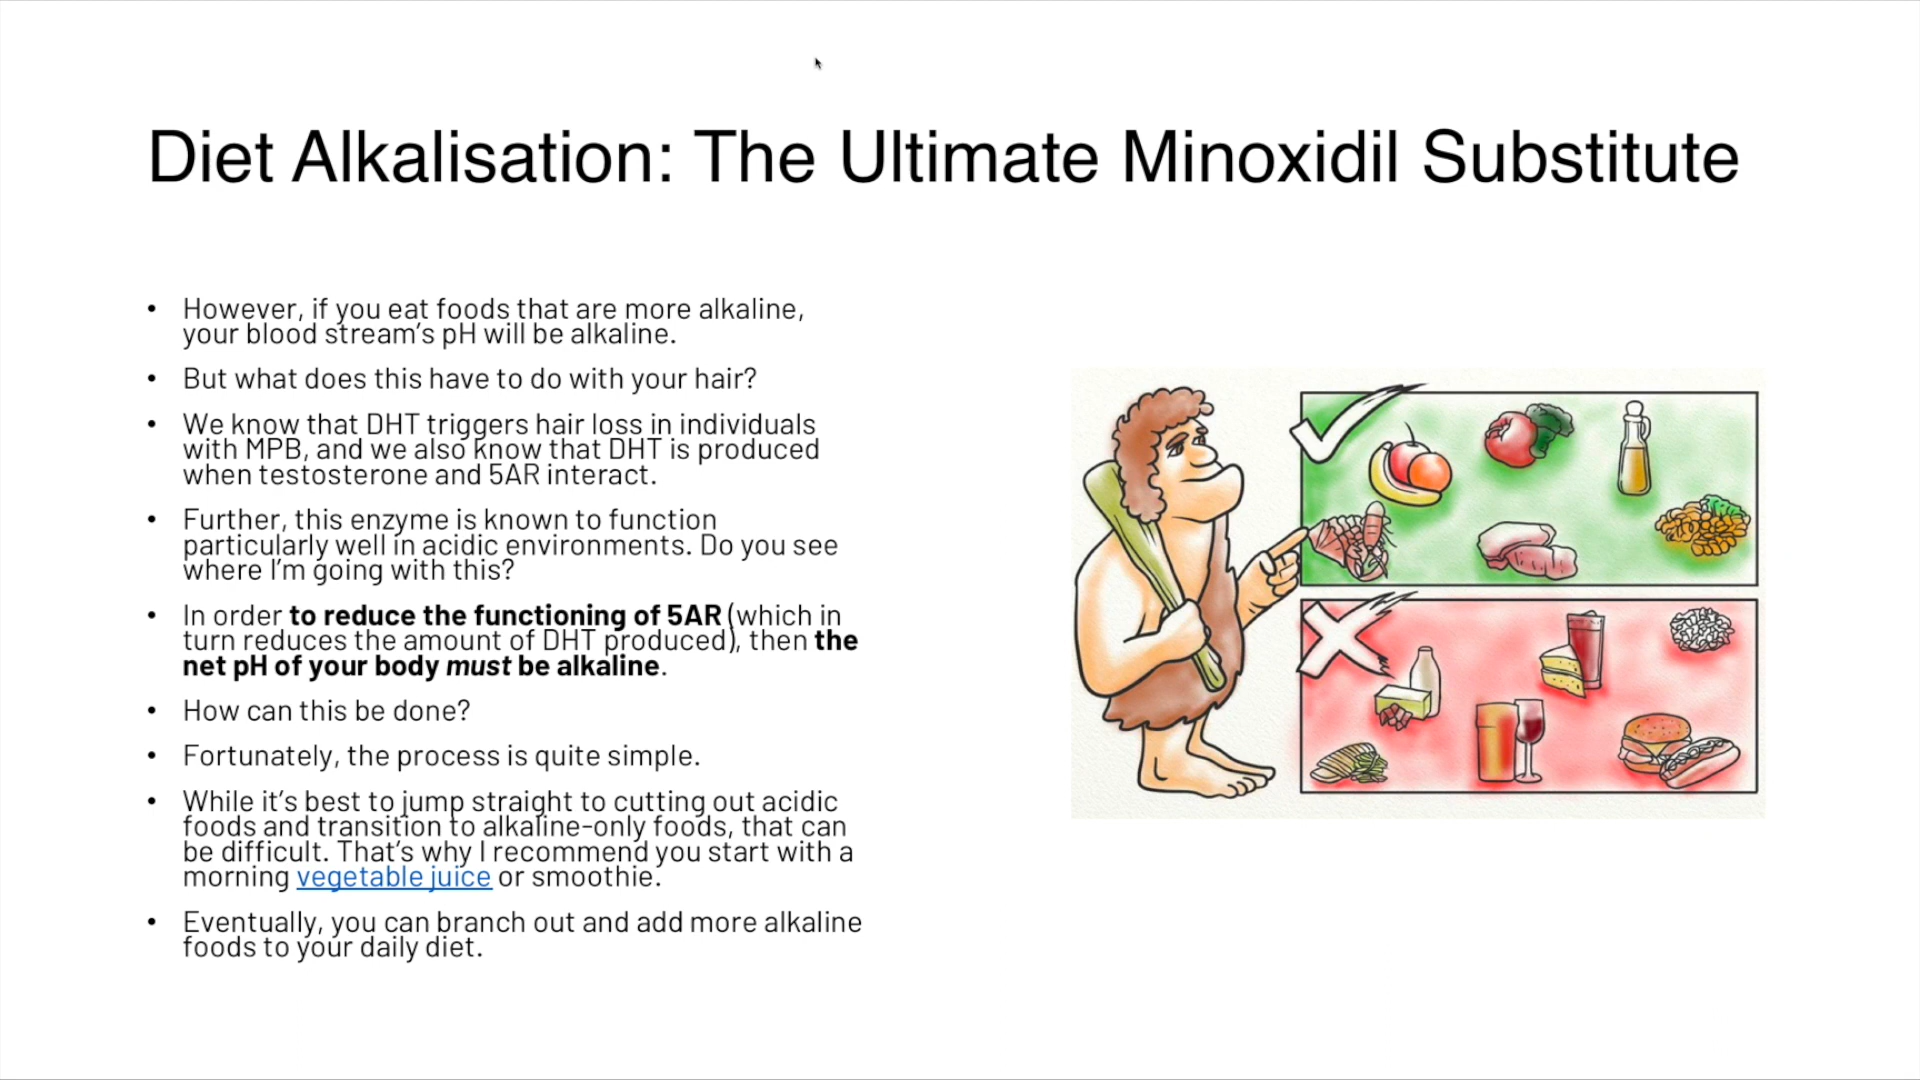 Diet Alkalisation: The Ultimate Minoxidil Substitute
• However, if you eat foods that are more alkaline,
your blood stream's pH will be alkaline.
• But what does this have to do with your hair?
• We know that DHT triggers hair loss in individuals
with MPB, and we also know that DHT is produced
when testosterone and 5AR interact.
• Further, this enzyme is known to function
particularly well in acidic environments. Do you see
where I'm going with this?
• In order to reduce the functioning of 5AR (which in
turn reduces the amount of DHT produced), then the
net pH of your body must be alkaline.
• How can this be done?
• Fortunately, the process is quite simple.
• While it's best to jump straight to cutting out acidic
foods and transition to alkaline-only foods, that can
be difficult. That's why I recommend you start with a
morning vegetable juice or smoothie.
• Eventually, you can branch out and add more alkaline
foods to your daily diet.